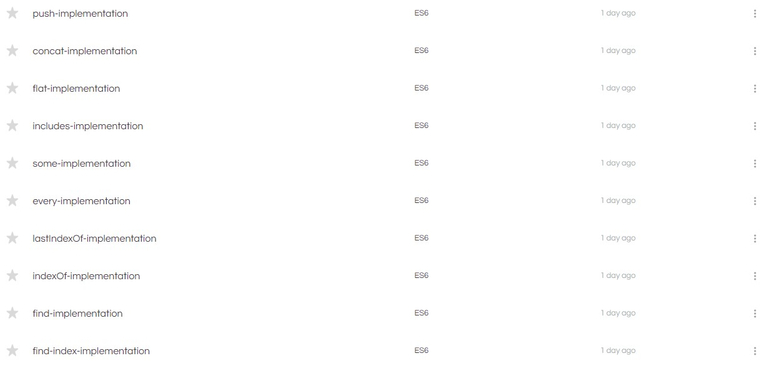 push-implementation ES6 1 day ago
concat-implementation ES6 1 day ago
flat-implementation ES6 1 day ago
includes-implementation ES6 1 day ago
some-implementation ES6 1 day ago
every-implementation ES6 1 day ago
lastIndexOf-implementation ES6 1 day ago
indexOf-implementation ES6 1 day ago
find-implementation ES6 1 day ago
find-index-implementation ES6 1 day ago